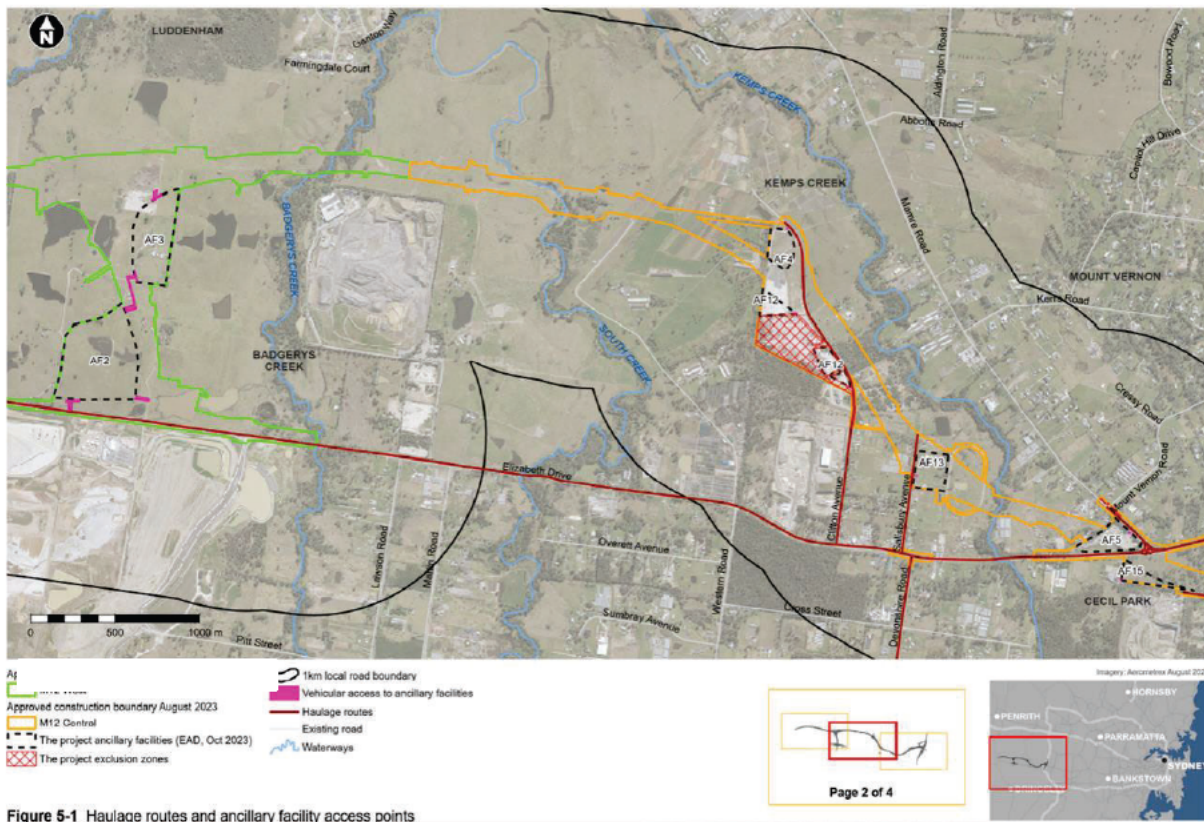 N
LUDDENHAM
Gantop Way
Farmingdale Court
KEMPS CREEK
Aldington Road
Bowood Road
Abbotts Road
Capitol Hill Drive
KEMPS CREEK
Mamre Road
AF3
BADGERYS CREEK
AF4
MOUNT VERNON
AF12
Kerrs Road
AF2
BADGERYS
CREEK
SOUTH CREEK
AF12
Cressy Road
Mount Vernon Road
Elizabeth Drive
Clifton Avenue
AF13
Salisbury Avenue
AF5
Lawson Road
Martin Road
Overett Avenue
Western Road
AF15
CECIL PARK
Cross Street
Devonshire Road
Sumbray Avenue
0 500 1000 m
Pitt Street
Imagery: Aerometrex August 202
Ap
M12 West
Approved construction boundary August 2023
M12 Central
The project ancillary facilities (EAD, Oct 2023)
The project exclusion zones
1km local road boundary
Vehicular access to ancillary facilities
Haulage routes
Existing road
Waterways
Page 2 of 4
HORNSBY
PENRITH
PARRAMATTA
SYDNEY
BANKSTOWN
Figure 5-1 Haulage routes and ancillary facility access points